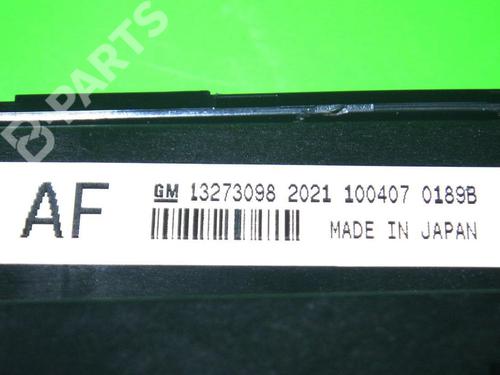 B-PARTS
AF
GM 13273098 2021 100407 0189B
MADE IN JAPAN